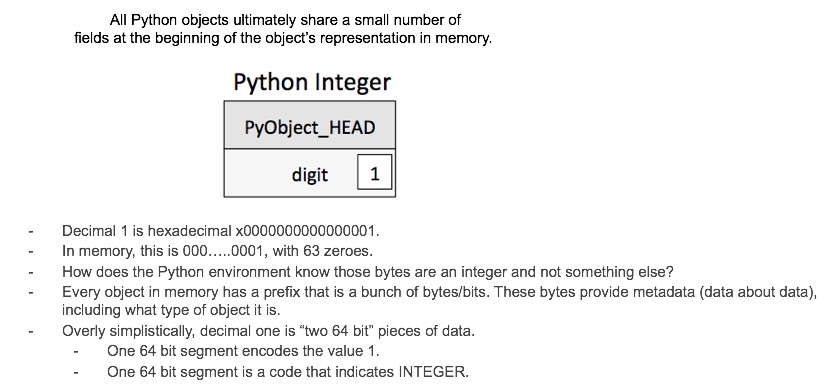 All Python objects ultimately share a small number of
fields at the beginning of the object's representation in memory.
Python Integer
PyObject_HEAD
digit 1
- Decimal 1 is hexadecimal x0000000000000001.
- In memory, this is 000…..0001, with 63 zeroes.
- How does the Python environment know those bytes are an integer and not something else?
- Every object in memory has a prefix that is a bunch of bytes/bits. These bytes provide metadata (data about data),
including what type of object it is.
- Overly simplistically, decimal one is "two 64 bit" pieces of data.
- One 64 bit segment encodes the value 1.
- One 64 bit segment is a code that indicates INTEGER.